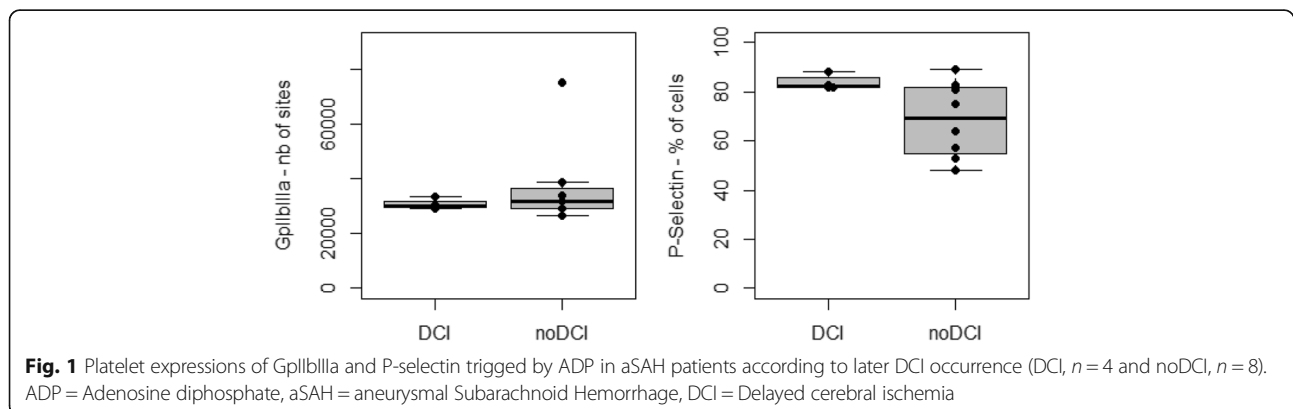 GpIIbIIIa - nb of sites
0
20000
60000
DCI
noDCI
P-Selectin - % of cells
0
20
40
60
80
100
DCI
noDCI
Fig. 1 Platelet expressions of GpIIbIIIa and P-selectin trigged by ADP in aSAH patients according to later DCI occurrence (DCI, n = 4 and noDCI, n = 8).
ADP = Adenosine diphosphate, aSAH = aneurysmal Subarachnoid Hemorrhage, DCI = Delayed cerebral ischemia